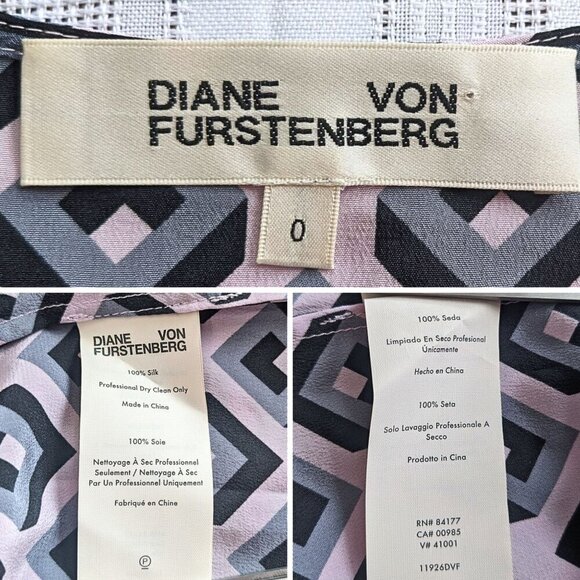 DIANE VON
FURSTENBERG
0
DIANE VON
FURSTENBERG
100% Silk
Professional Dry Clean Only
Made in China
100% Soie
Nettoyage À Sec Professionnel
Seulement / Nettoyage À Sec
Par Un Professionnel Uniquement
Fabriqué en Chine
P
100% Seda
Limpiado En Seco Profesional
Únicamente
Hecho en China
100% Seta
Solo Lavaggio Professionale A
Secco
Prodotto in Cina
RN# 84177
CA# 00985
V# 41001
11926DVF